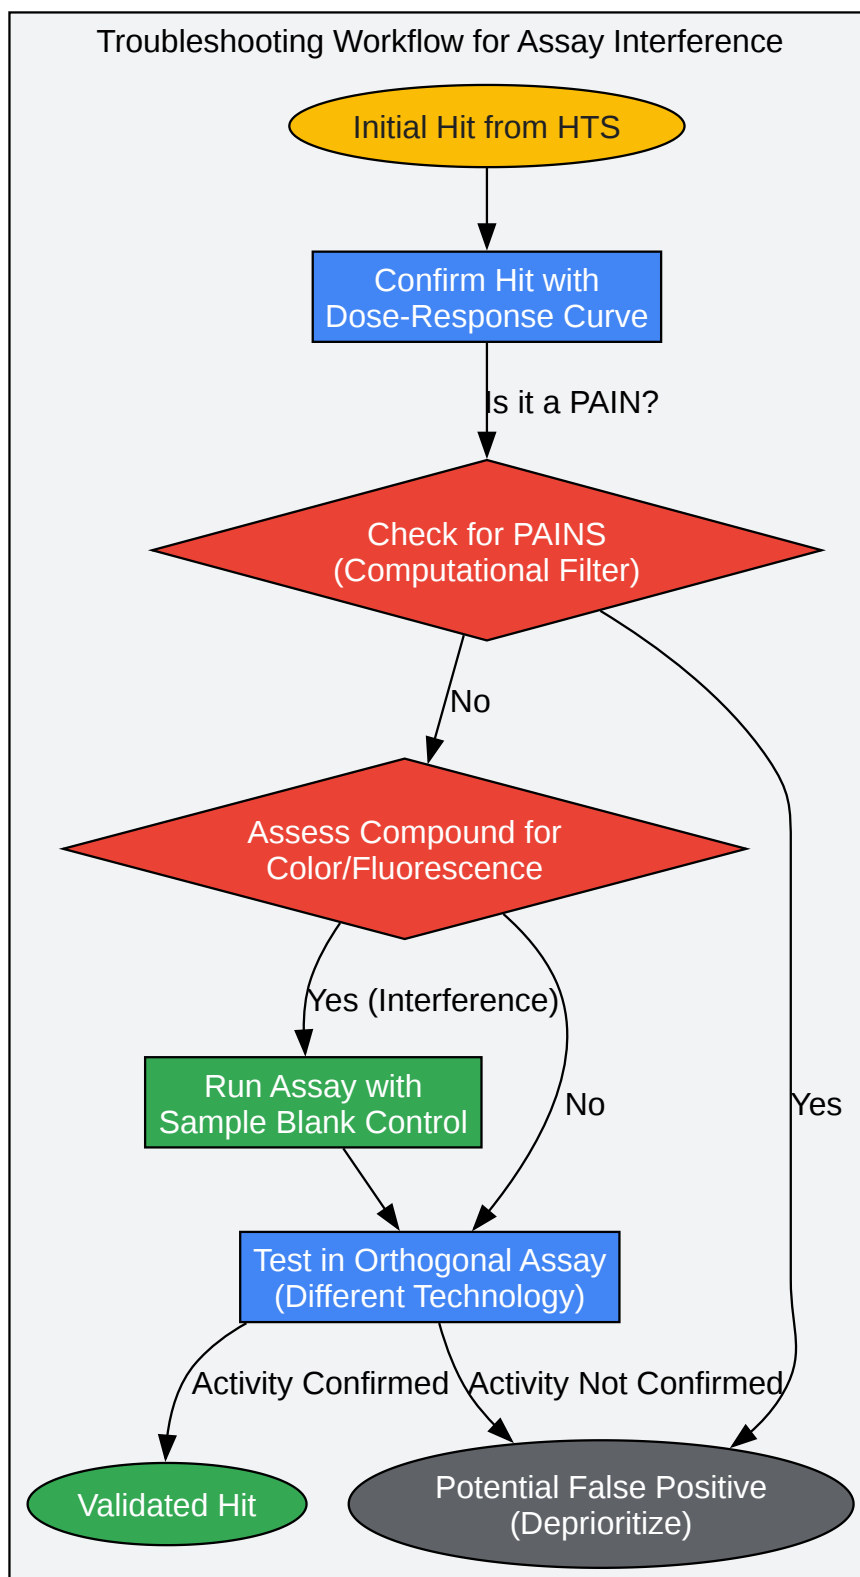 Troubleshooting Workflow for Assay Interference
Initial Hit from HTS
Confirm Hit with
Dose-Response Curve
Is it a PAIN?
Check for PAINS
(Computational Filter)
No
Assess Compound for
Color/Fluorescence
Yes (Interference)
Run Assay with
Sample Blank Control
No
Yes
Test in Orthogonal Assay
(Different Technology)
Activity Confirmed
Activity Not Confirmed
Validated Hit
Potential False Positive
(Deprioritize)